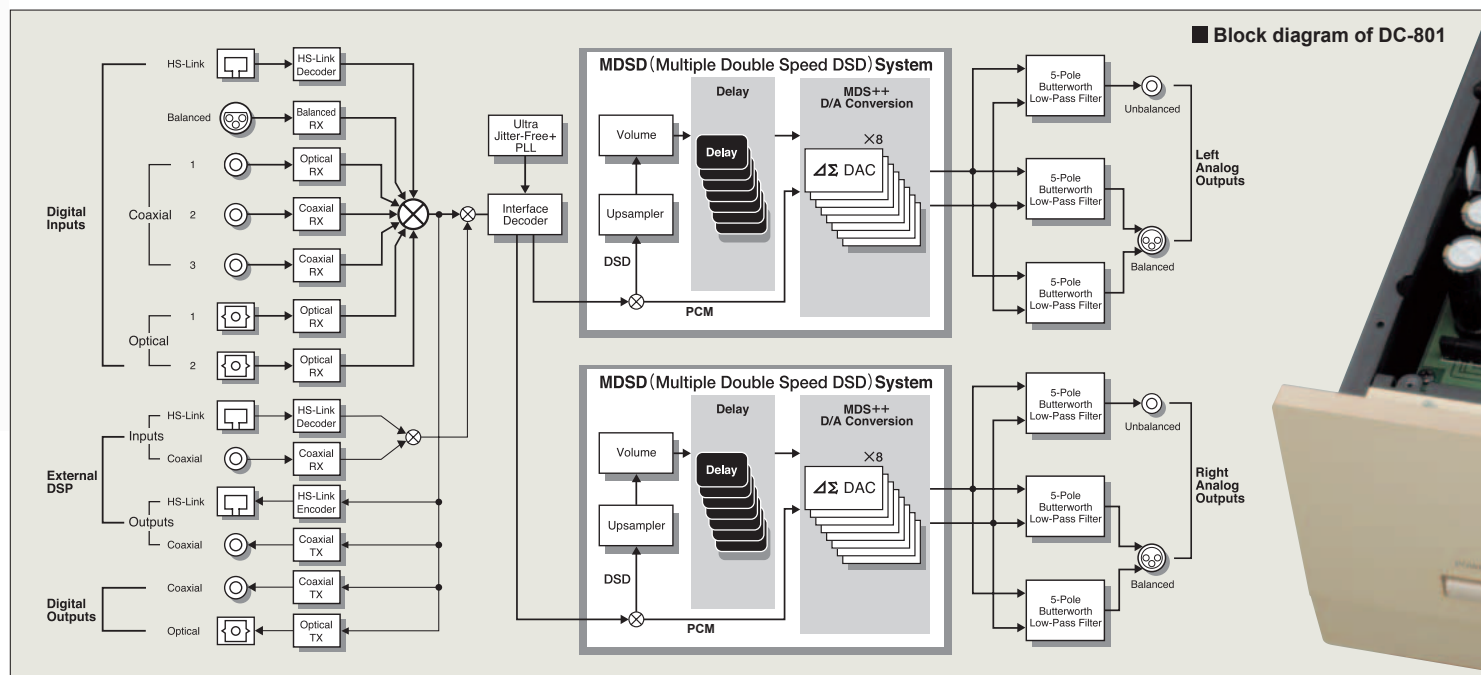 ■ Block diagram of DC-801
Digital
Inputs
HS-Link
HS-Link
Decoder
Balanced
Balanced
RX
Coaxial
1
Optical
RX
2
Coaxial
RX
3
Coaxial
RX
Optical
1
Optical
RX
2
Optical
RX
External
DSP
Inputs
HS-Link
HS-Link
Decoder
Coaxial
Coaxial
RX
Outputs
HS-Link
HS-Link
Encoder
Coaxial
Coaxial
TX
Digital
Outputs
Coaxial
Coaxial
TX
Optical
Optical
TX
Ultra
Jitter-Free+
PLL
Interface
Decoder
MDSD (Multiple Double Speed DSD) System
Delay
MDS++
D/A Conversion
Volume
Delay
×8
ΔΣ DAC
Upsampler
DSD
PCM
5-Pole
Butterworth
Low-Pass Filter
Unbalanced
5-Pole
Butterworth
Low-Pass Filter
Left
Analog
Outputs
Balanced
5-Pole
Butterworth
Low-Pass Filter
MDSD (Multiple Double Speed DSD) System
Delay
MDS++
D/A Conversion
Volume
Delay
×8
ΔΣ DAC
Upsampler
DSD
PCM
5-Pole
Butterworth
Low-Pass Filter
Unbalanced
5-Pole
Butterworth
Low-Pass Filter
Right
Analog
Outputs
Balanced
5-Pole
Butterworth
Low-Pass Filter